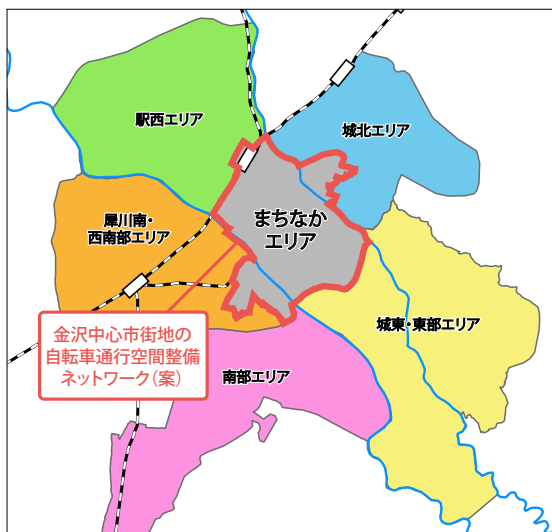 駅西エリア
城北エリア
まちなか
エリア
犀川南・
西南部エリア
城東・東部エリア
金沢中心市街地の
自転車通行空間整備
ネットワーク(案)
南部エリア